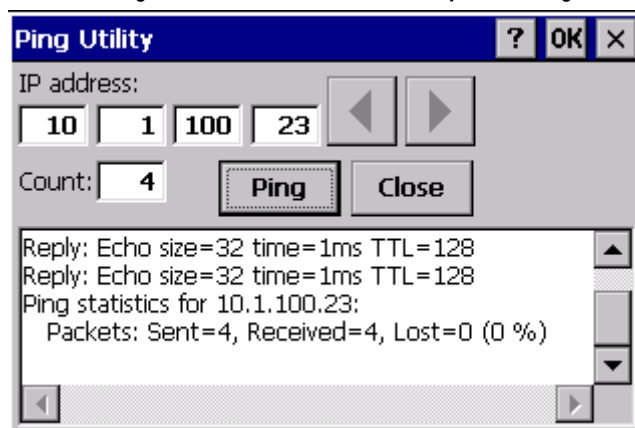 Ping Utility ? OK ×
IP address:
10 1 100 23
Count: 4 Ping Close
Reply: Echo size=32 time=1ms TTL=128
Reply: Echo size=32 time=1ms TTL=128
Ping statistics for 10.1.100.23:
Packets: Sent=4, Received=4, Lost=0 (0 %)